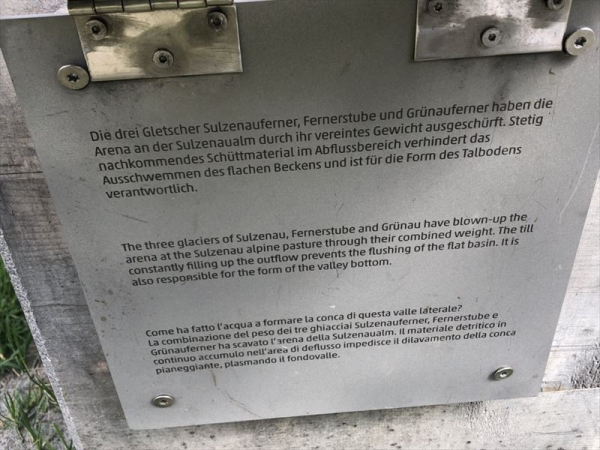 Die drei Gletscher Sulzenauferner, Fernerstube und Grünauferner haben die
Arena an der Sulzenaualm durch ihr vereintes Gewicht ausgeschürft. Stetig
nachkommendes Schüttmaterial im Abflussbereich verhindert das
Ausschwemmen des flachen Beckens und ist für die Form des Talbodens
verantwortlich.
The three glaciers of Sulzenau, Fernerstube and Grünau have blown-up the
arena at the Sulzenau alpine pasture through their combined weight. The till
constantly filling up the outflow prevents the flushing of the flat basin. It is
also responsible for the form of the valley bottom.
Come ha fatto l'acqua a formare la conca di questa valle laterale?
La combinazione del peso dei tre ghiacciai Sulzenauferner, Fernerstube e
Grünauferner ha scavato l'arena della Sulzenaualm. Il materiale detritico in
continuo accumulo nell'area di deflusso impedisce il dilavamento della conca
pianeggiante, plasmando il fondovalle.